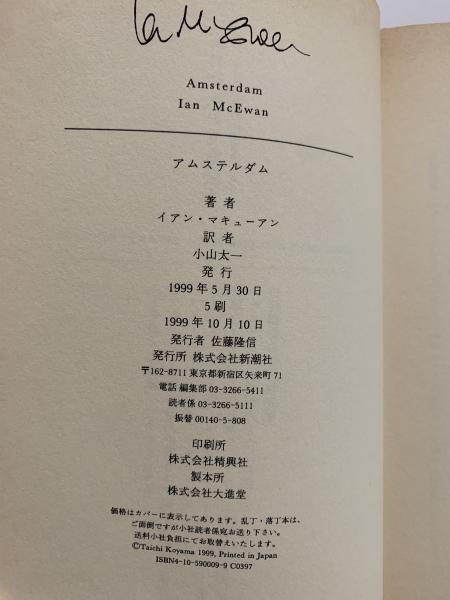 Ian McEwan
Amsterdam
Ian McEwan
アムステルダム
著者
イアン・マキューアン
訳者
小山太一
発行
1999年5月30日
5刷
1999年10月10日
発行者 佐藤隆信
発行所 株式会社新潮社
〒162-8711 東京都新宿区矢来町71
電話 編集部 03-3266-5411
読者係 03-3266-5111
振替 00140-5-808
印刷所
株式会社精興社
製本所
株式会社大進堂
価格はカバーに表示してあります。乱丁・落丁本は、
ご面倒ですが小社読者係宛お送り下さい。
送料小社負担にてお取替えいたします。
©Taichi Koyama 1999, Printed in Japan
ISBN4-10-590009-9 C0397